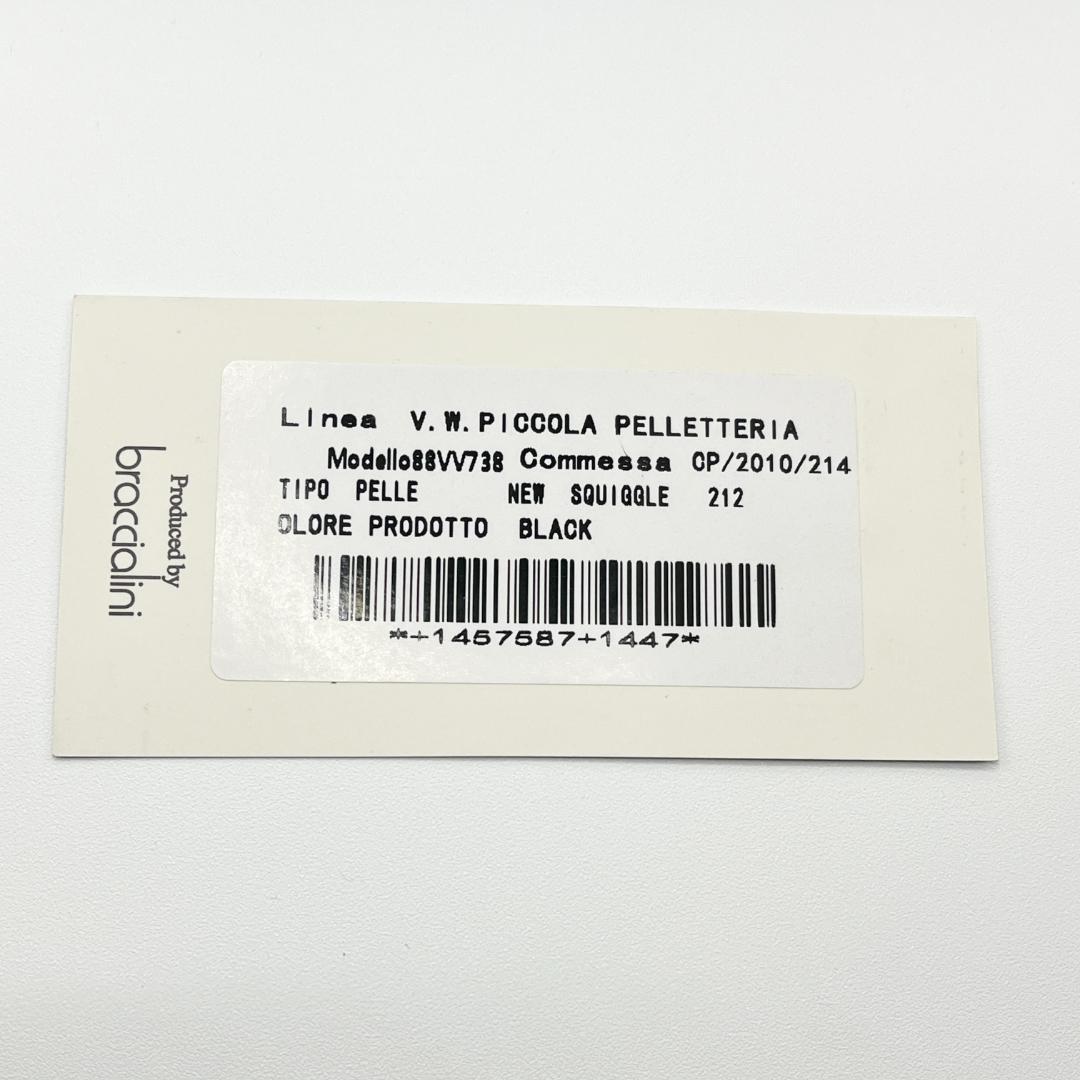 Linea V.W.PICCOLA PELLETTERIA
Modello88VV738 Commessa CP/2010/214
TIPO PELLE NEW SQUIGGLE 212
OLORE PRODOTTO BLACK
*+1457587+1447*
Produced by
braccialini